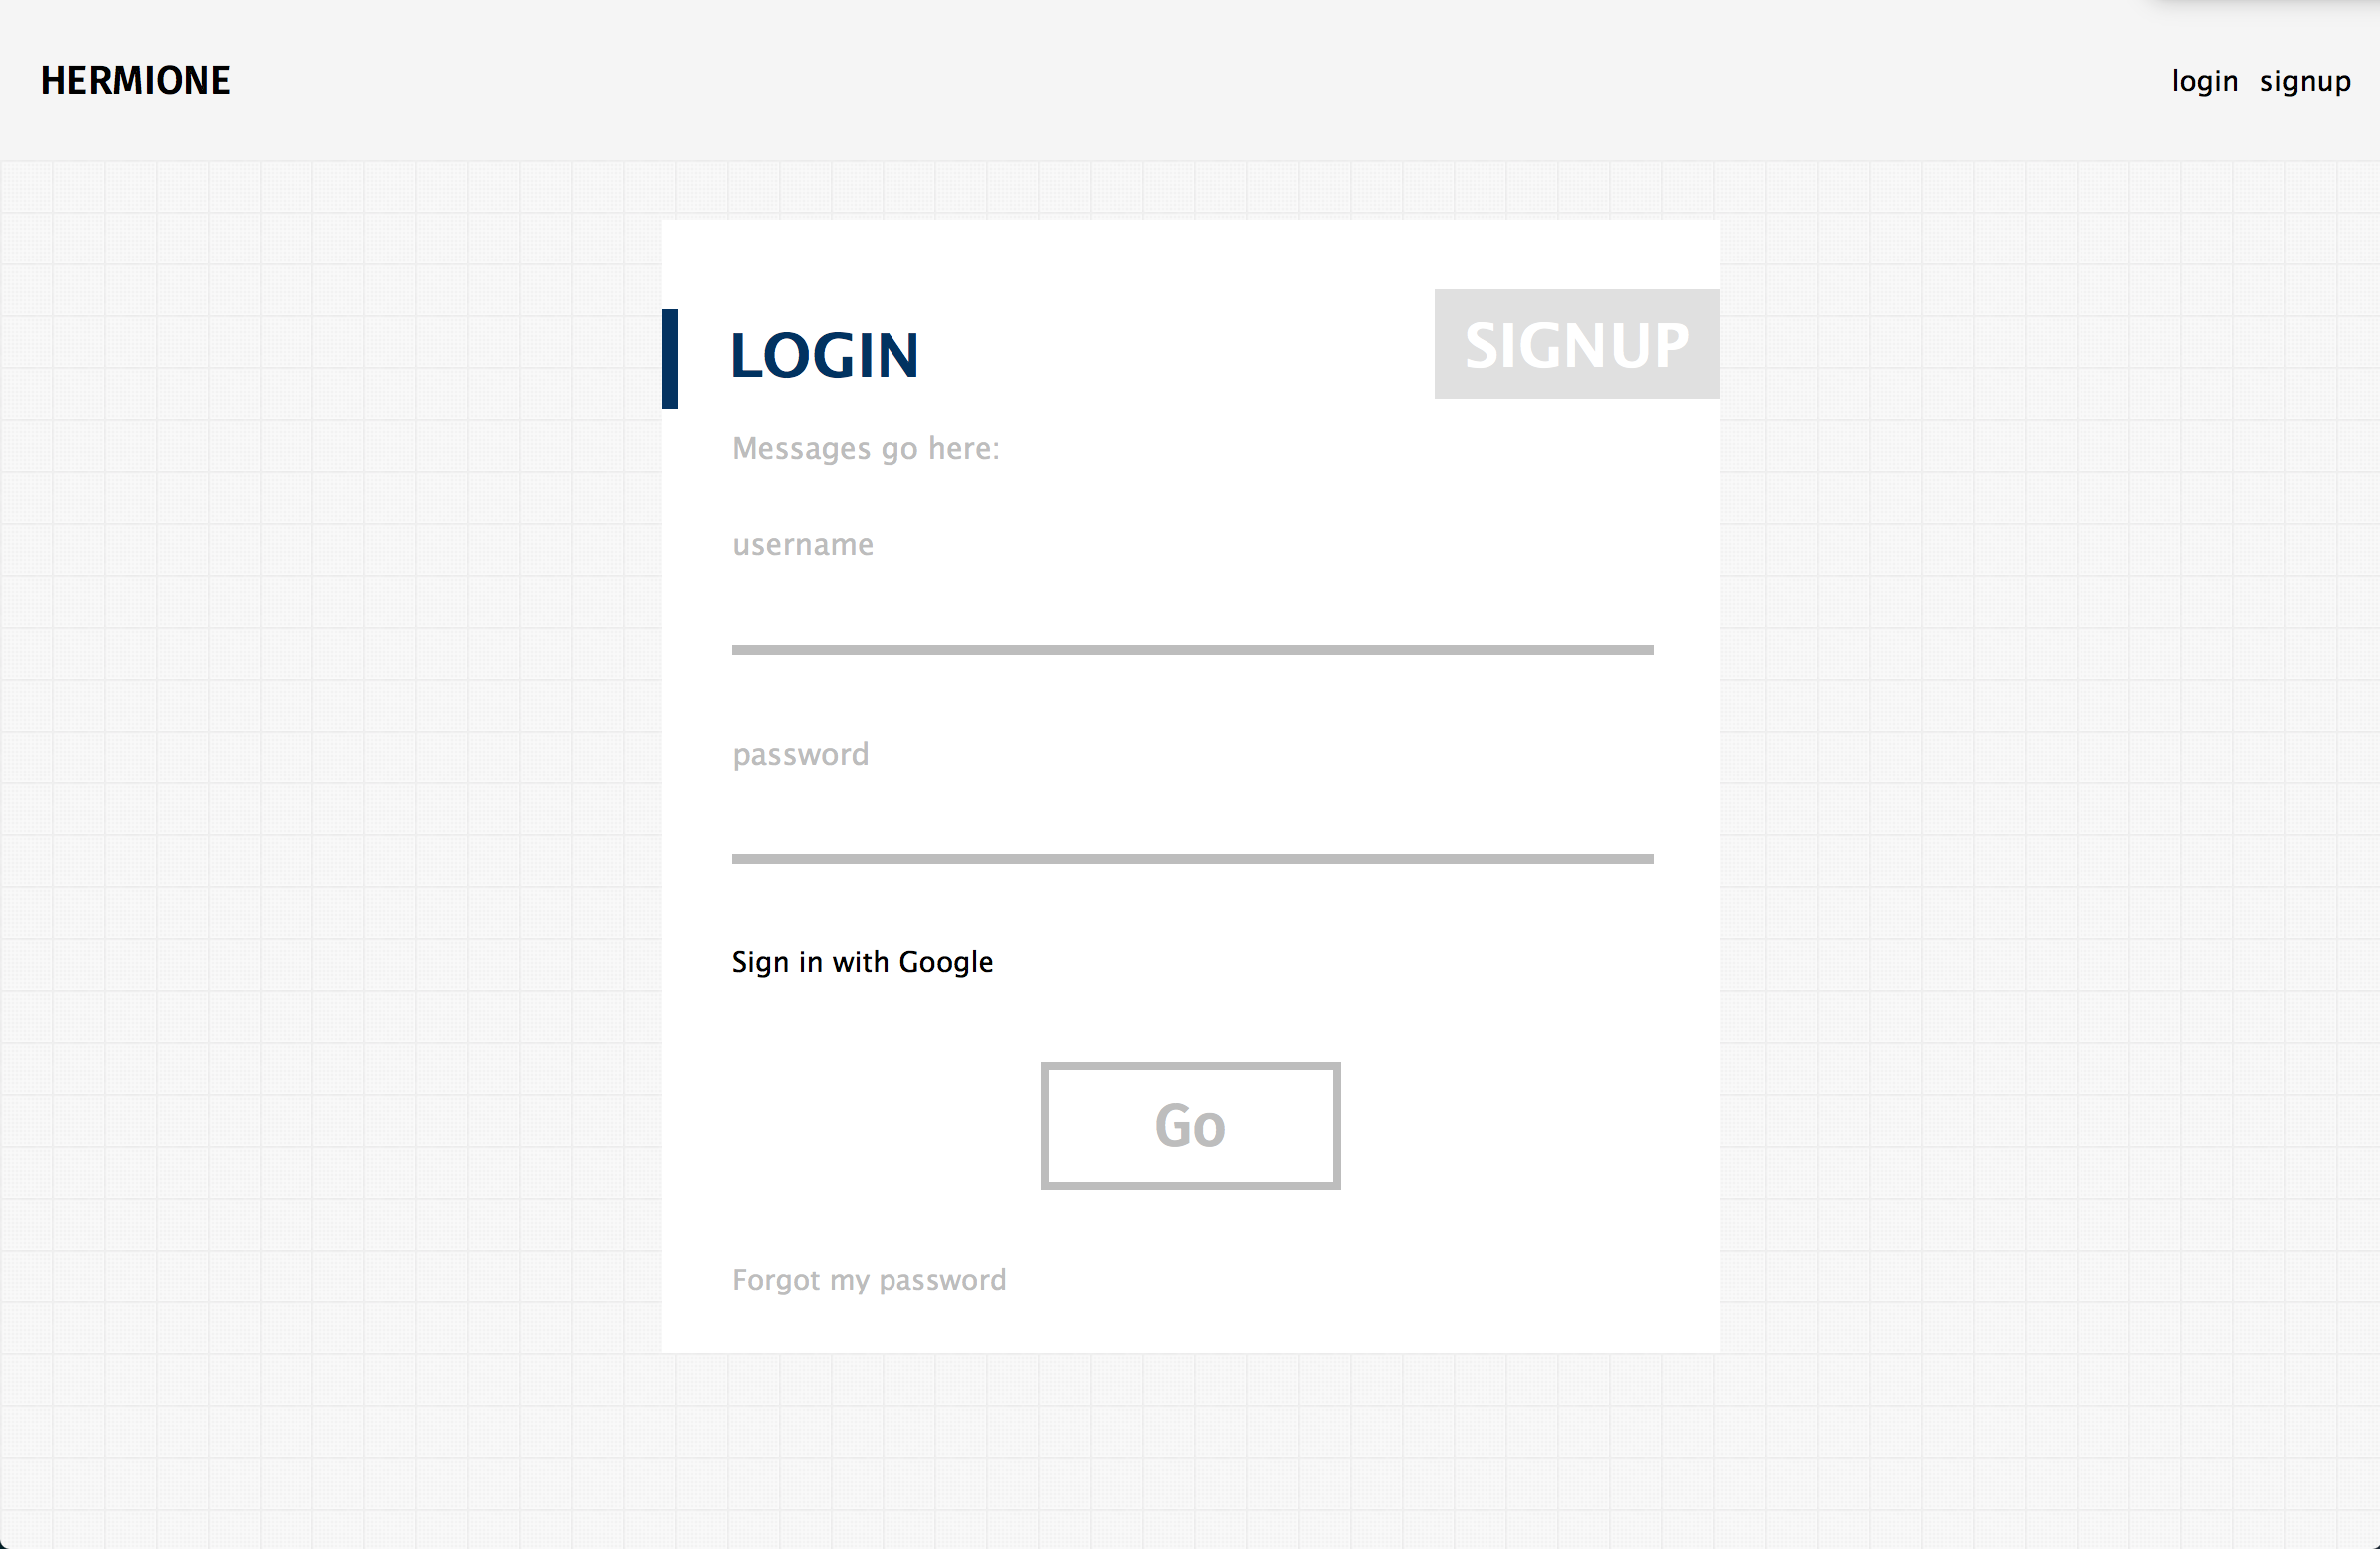 HERMIONE
login signup
LOGIN
SIGNUP
Messages go here:
username
password
Sign in with Google
Go
Forgot my password